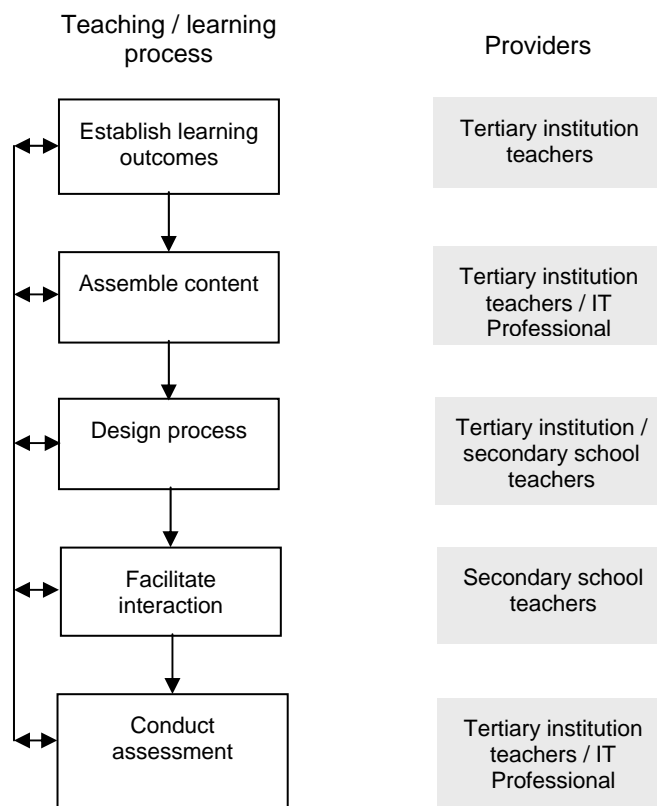 Teaching / learning
process
Providers
Establish learning
outcomes
Tertiary institution
teachers
Assemble content
Tertiary institution
teachers / IT
Professional
Design process
Tertiary institution /
secondary school
teachers
Facilitate
interaction
Secondary school
teachers
Conduct
assessment
Tertiary institution
teachers / IT
Professional